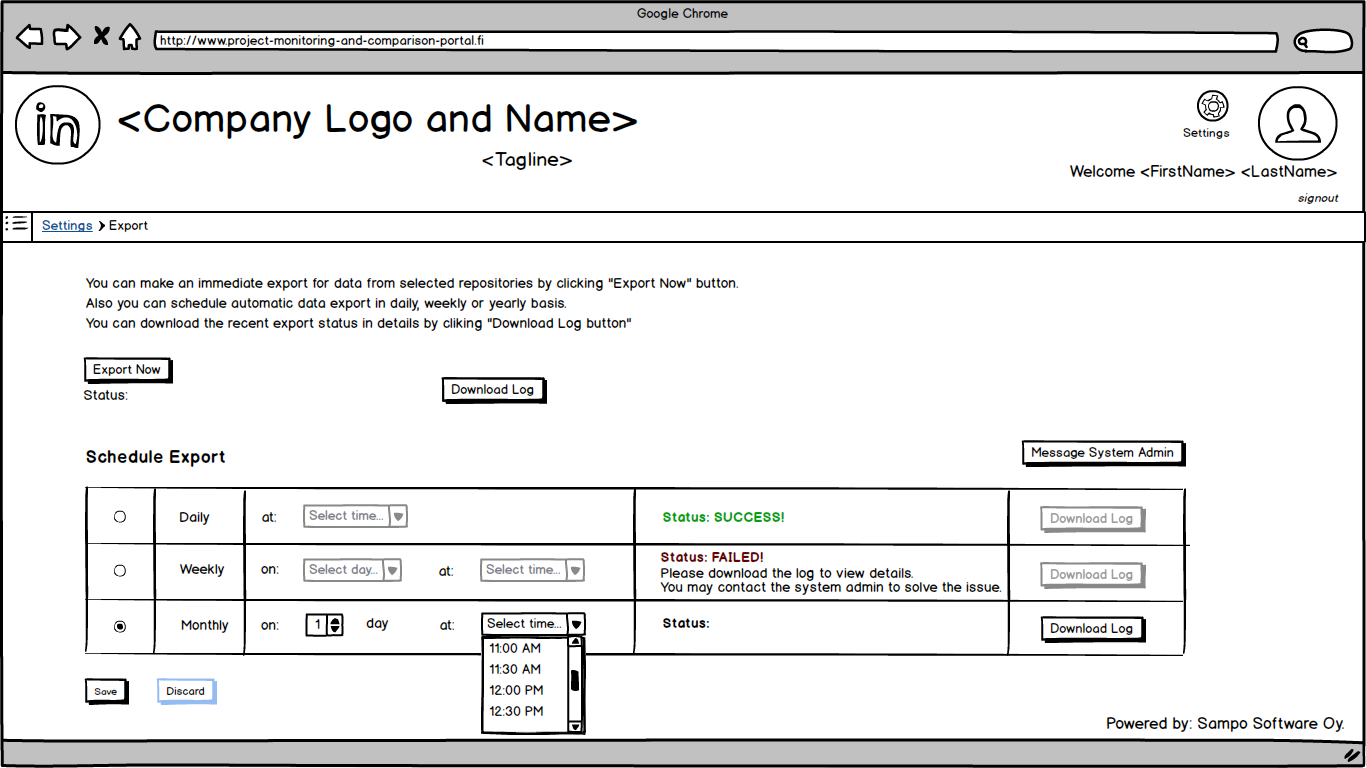 Google Chrome
http://www.project-monitoring-and-comparison-portal.fi
in
<Company Logo and Name>
<Tagline>
Settings
Welcome <FirstName> <LastName>
signout
Settings > Export
You can make an immediate export for data from selected repositories by clicking "Export Now" button.
Also you can schedule automatic data export in daily, weekly or yearly basis.
You can download the recent export status in details by cliking "Download Log button"
Export Now
Status:
Download Log
Schedule Export
Message System Admin
Daily at: Select time... Status: SUCCESS! Download Log
Weekly on: Select day... at: Select time... Status: FAILED!
Please download the log to view details.
You may contact the system admin to solve the issue.
Download Log
Monthly on: 1 day at: Select time... Status: Download Log
11:00 AM
11:30 AM
12:00 PM
12:30 PM
Save
Discard
Powered by: Sampo Software Oy.